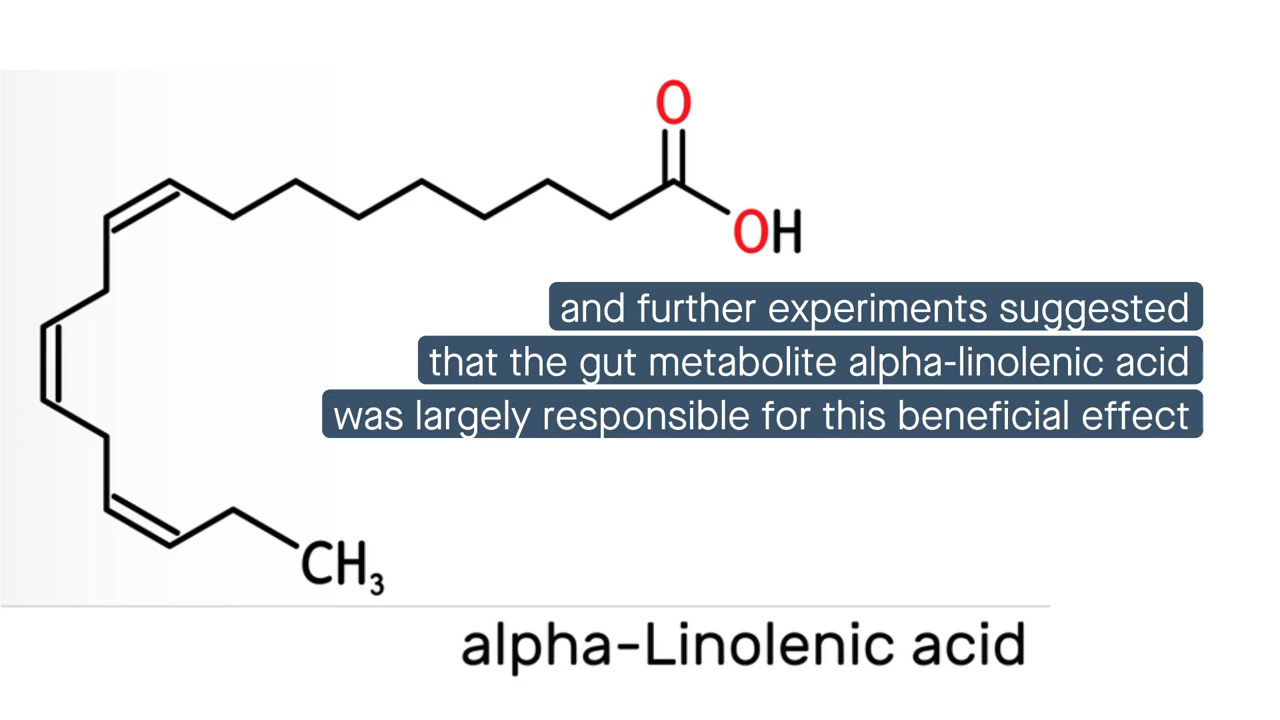 O
OH
and further experiments suggested
that the gut metabolite alpha-linolenic acid
was largely responsible for this beneficial effect
CH₃
alpha-Linolenic acid